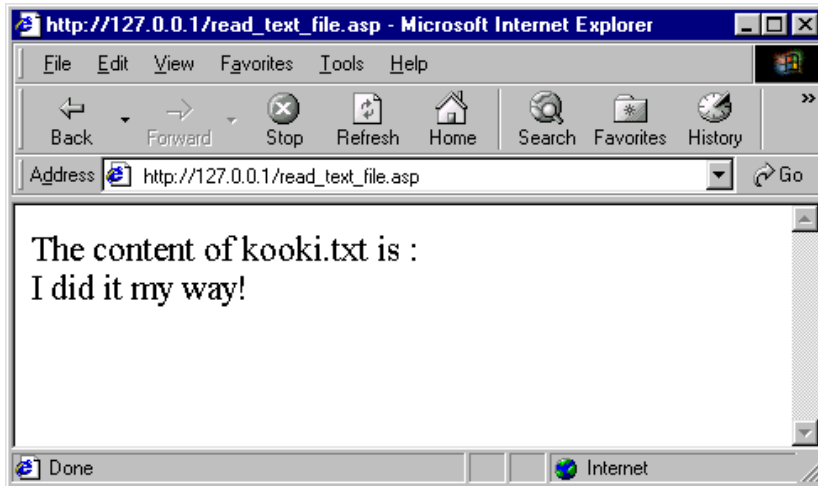 http://127.0.0.1/read_text_file.asp - Microsoft Internet Explorer
File Edit View Favorites Tools Help
Back Forward Stop Refresh Home Search Favorites History »
Address http://127.0.0.1/read_text_file.asp Go
The content of kooki.txt is :
I did it my way!
Done Internet